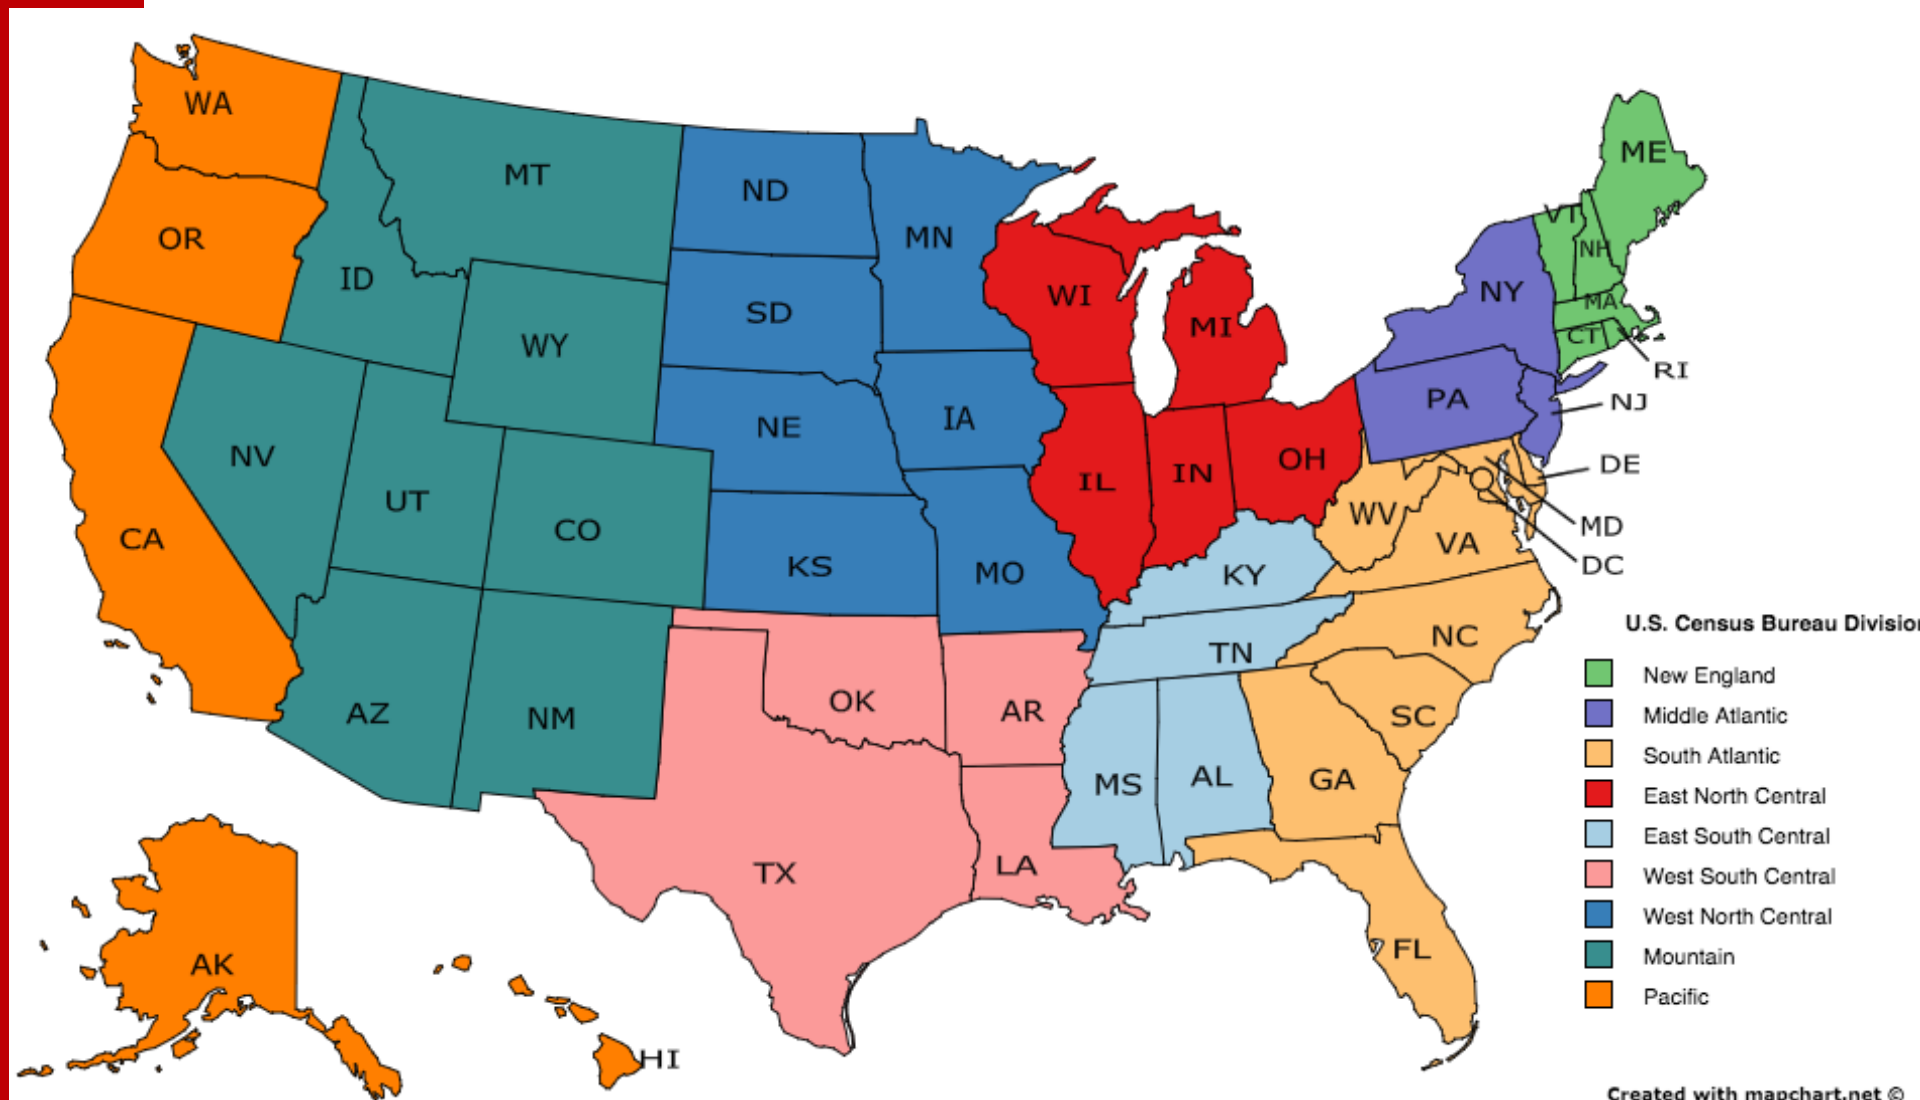 WA
MT
ND
MN
ME
VT
NH
OR
ID
WY
SD
WI
MI
NY
MA
CT
RI
NV
UT
CO
NE
IA
IL
IN
OH
PA
NJ
DE
MD
DC
CA
KS
MO
KY
WV
VA
AZ
NM
OK
AR
TN
NC
SC
MS
AL
GA
TX
LA
FL
AK
HI
U.S. Census Bureau Division
New England
Middle Atlantic
South Atlantic
East North Central
East South Central
West South Central
West North Central
Mountain
Pacific
Created with mapchart.net ©